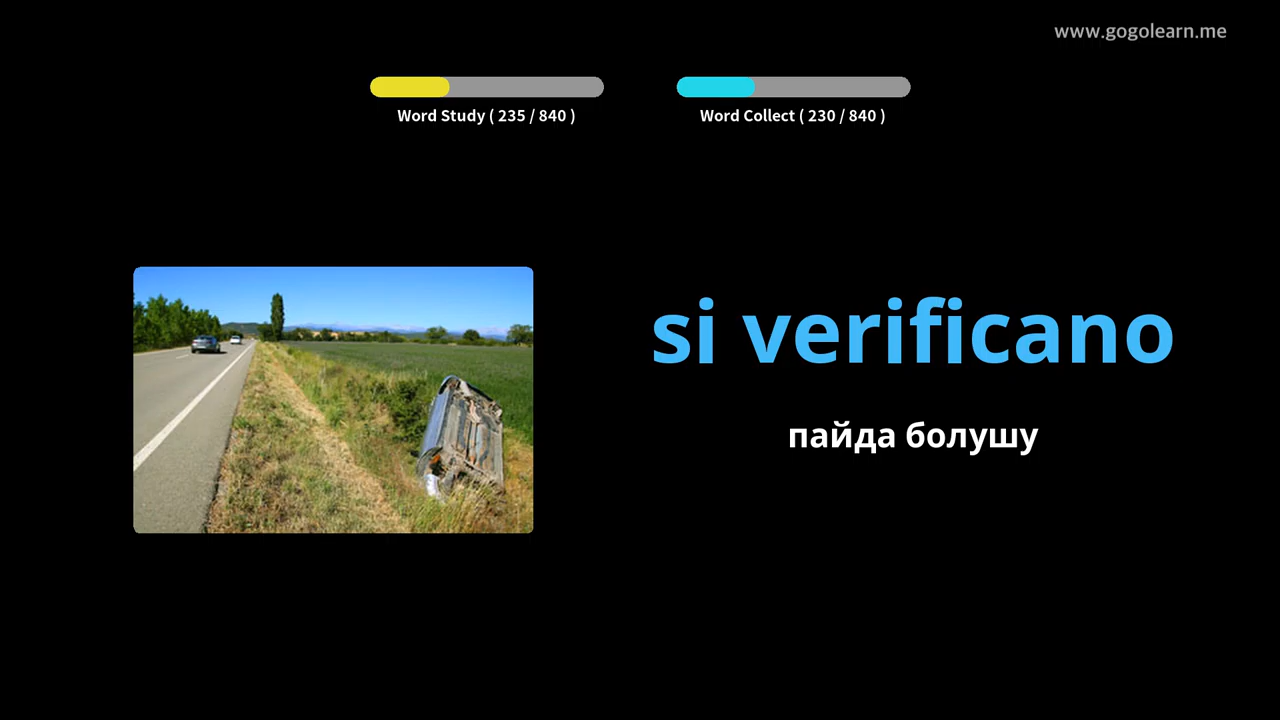 www.gogolearn.me
Word Study ( 235 / 840 )
Word Collect ( 230 / 840 )
si verificano
пайда болушу